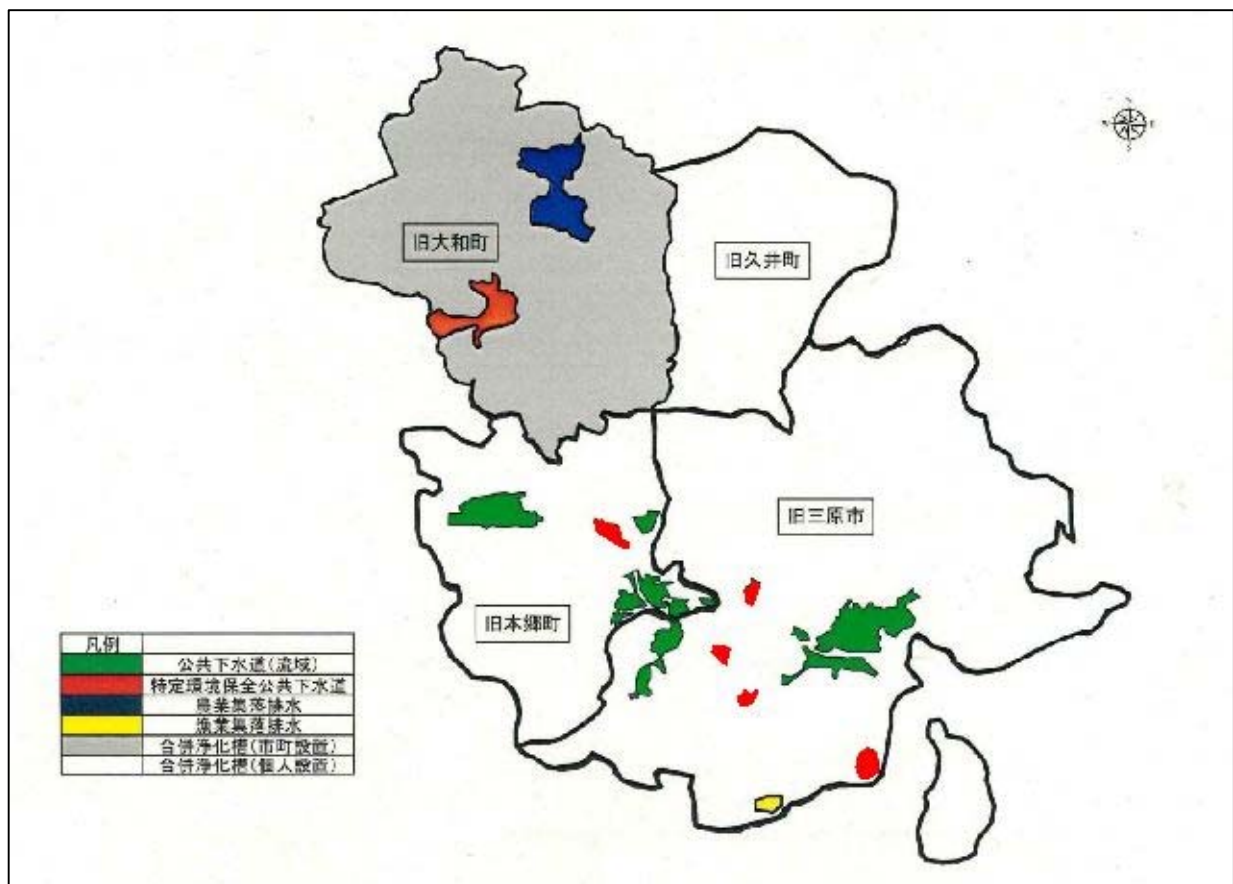 旧大和町
旧久井町
旧三原市
旧本郷町
凡例
公共下水道(流域)
特定環境保全公共下水道
農業集落排水
漁業集落排水
合併浄化槽(市町設置)
合併浄化槽(個人設置)